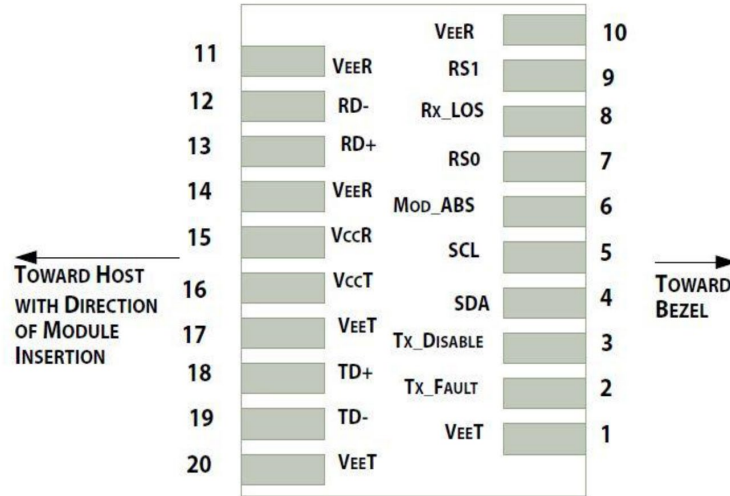 11 VEER
12 RD-
13 RD+
14 VEER
15 VCCR
16 VCCT
17 VEET
18 TD+
19 TD-
20 VEET
VEER 10
RS1 9
RX_LOS 8
RS0 7
MOD_ABS 6
SCL 5
SDA 4
TX_DISABLE 3
TX_FAULT 2
VEET 1
TOWARD HOST
WITH DIRECTION
OF MODULE
INSERTION
TOWARD
BEZEL